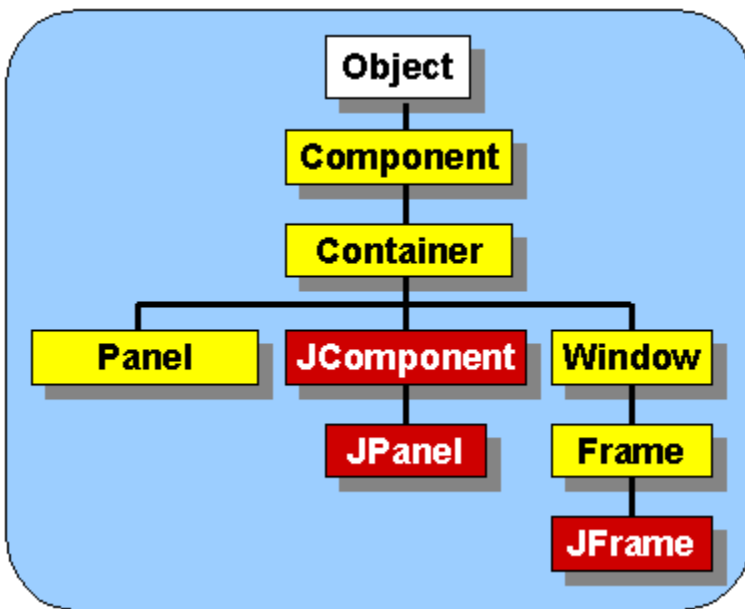 Object
Component
Container
Panel
JComponent
Window
JPanel
Frame
JFrame